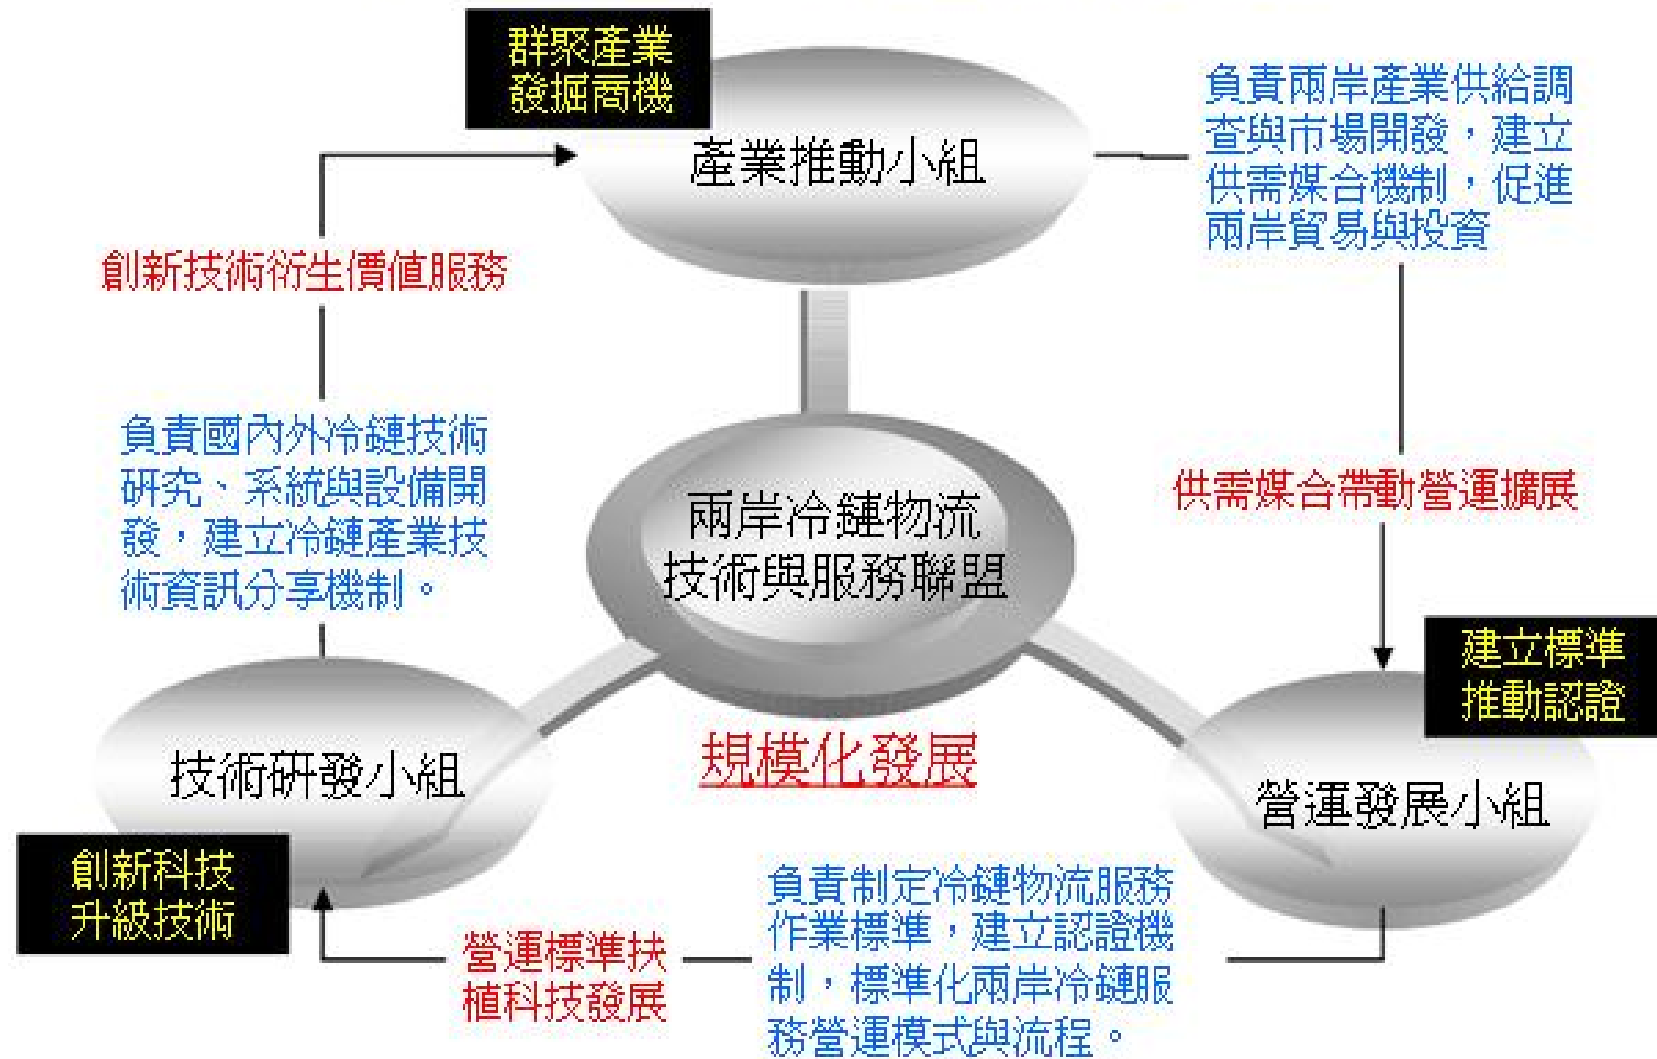 群聚產業
發掘商機
產業推動小組
負責兩岸產業供給調
查與市場開發，建立
供需媒合機制，促進
兩岸貿易與投資
創新技術衍生價值服務
負責國內外冷鏈技術
研究、系統與設備開
發，建立冷鏈產業技
術資訊分享機制。
兩岸冷鏈物流
技術與服務聯盟
供需媒合帶動營運擴展
建立標準
推動認證
規模化發展
技術研發小組
營運發展小組
創新科技
升級技術
營運標準扶
植科技發展
負責制定冷鏈物流服務
作業標準，建立認證機
制，標準化兩岸冷鏈服
務營運模式與流程。